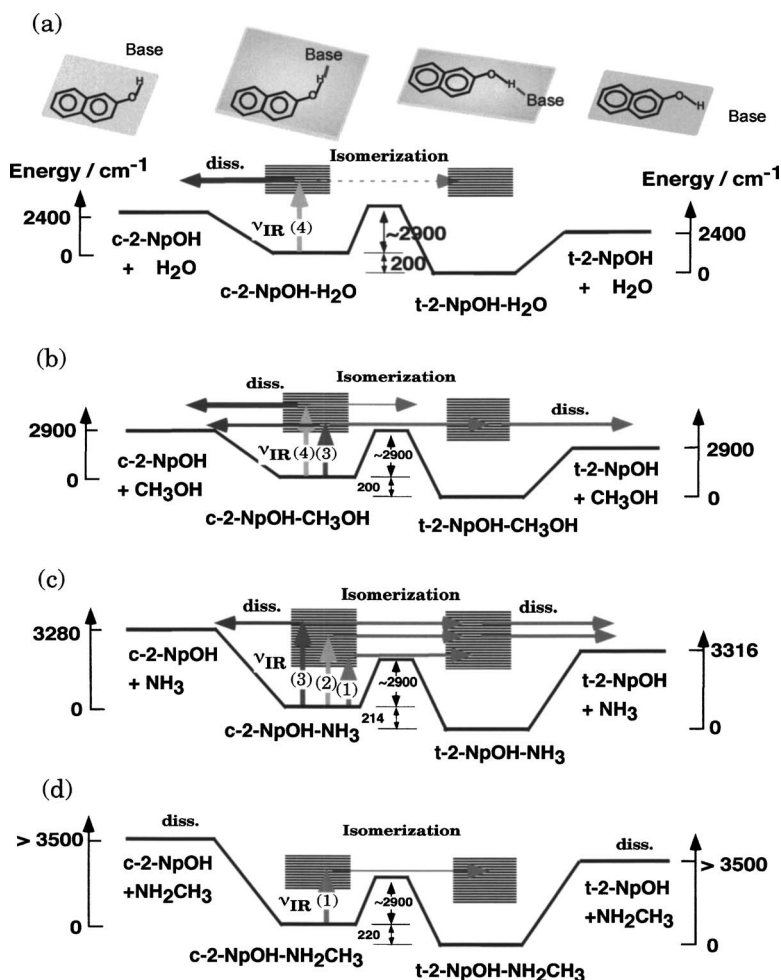 (a)
Base
Base
Base
Base
H
O
H
O
O
H
O
H
Energy / cm-1
diss.
Isomerization
Energy / cm-1
2400
0
νIR (4)
~2900
200
2400
0
c-2-NpOH
+ H2O
c-2-NpOH-H2O
t-2-NpOH-H2O
t-2-NpOH
+ H2O
(b)
diss.
Isomerization
diss.
2900
0
νIR (4) (3)
~2900
200
2900
0
c-2-NpOH
+ CH3OH
c-2-NpOH-CH3OH
t-2-NpOH-CH3OH
t-2-NpOH
+ CH3OH
(c)
Isomerization
diss.
diss.
3280
0
νIR
(3) (2) (1)
~2900
214
3316
0
c-2-NpOH
+ NH3
c-2-NpOH-NH3
t-2-NpOH-NH3
t-2-NpOH
+ NH3
(d)
diss.
Isomerization
diss.
> 3500
0
νIR (1)
~2900
220
> 3500
0
c-2-NpOH
+NH2CH3
c-2-NpOH-NH2CH3
t-2-NpOH-NH2CH3
t-2-NpOH
+NH2CH3